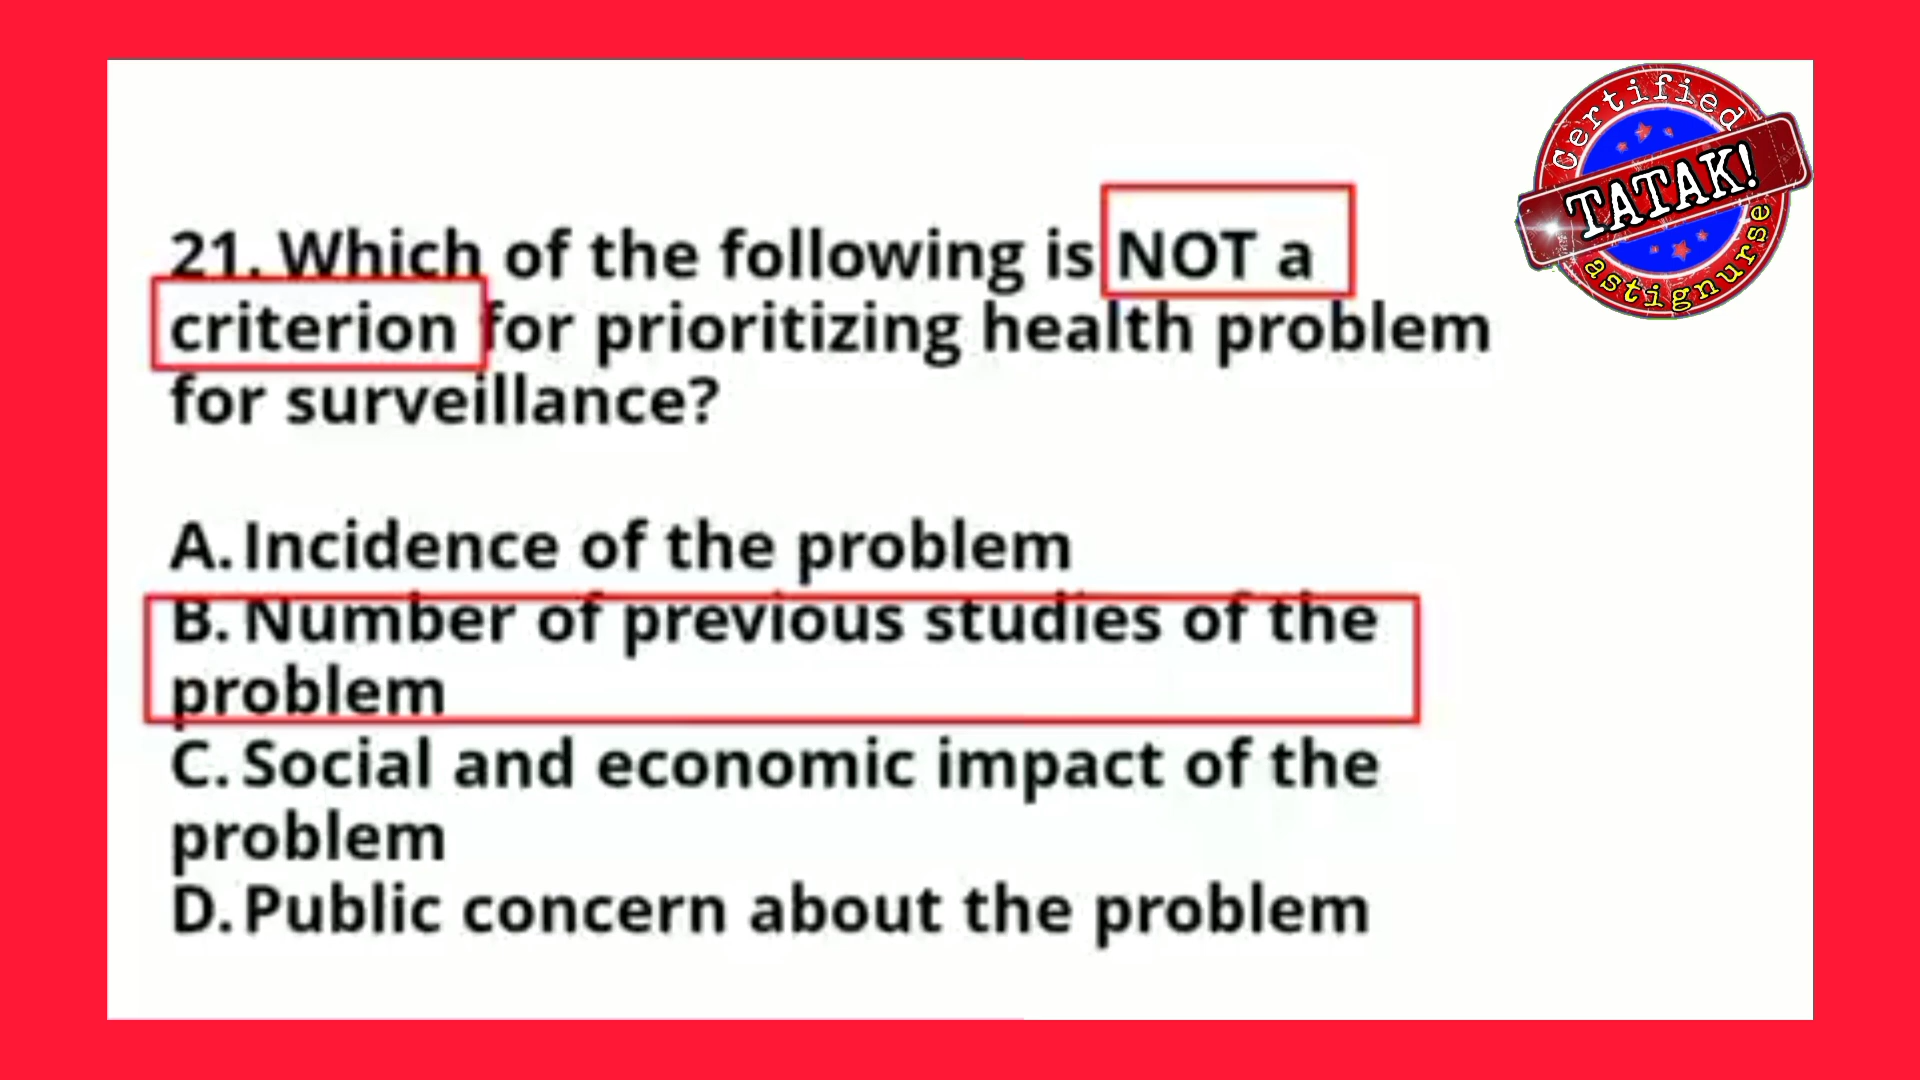 Certified
TATAK!
astignurse
21. Which of the following is NOT a
criterion for prioritizing health problem
for surveillance?
A. Incidence of the problem
B. Number of previous studies of the
problem
C. Social and economic impact of the
problem
D. Public concern about the problem